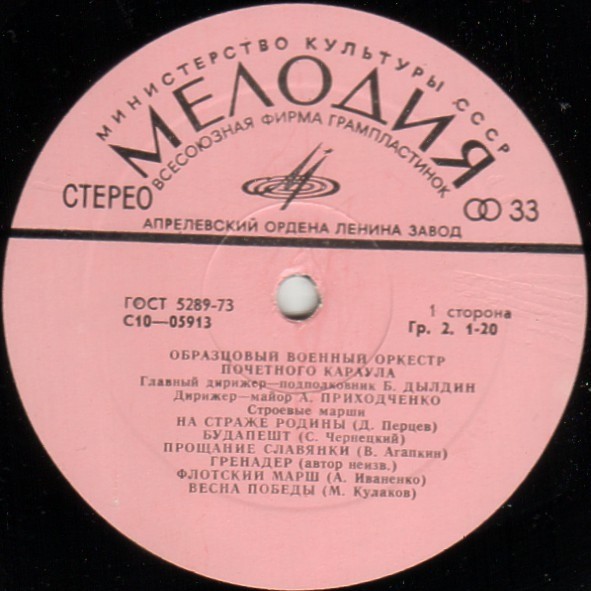 МИНИСТЕРСТВО КУЛЬТУРЫ СССР
МЕЛОДИЯ
ВСЕСОЮЗНАЯ ФИРМА ГРАМПЛАСТИНОК
СТЕРЕО
33
АПРЕЛЕВСКИЙ ОРДЕНА ЛЕНИНА ЗАВОД
ГОСТ 5289-73
С10—05913
1 сторона
Гр. 2. 1-20
ОБРАЗЦОВЫЙ ВОЕННЫЙ ОРКЕСТР
ПОЧЕТНОГО КАРАУЛА
Главный дирижер—подполковник Б. ДЫЛДИН
Дирижер—майор А. ПРИХОДЧЕНКО
Строевые марши
НА СТРАЖЕ РОДИНЫ (Д. Перцев)
БУДАПЕШТ (С. Чернецкий)
ПРОЩАНИЕ СЛАВЯНКИ (В. Агапкин)
ГРЕНАДЕР (автор неизв.)
ФЛОТСКИЙ МАРШ (А. Иваненко)
ВЕСНА ПОБЕДЫ (М. Кулаков)